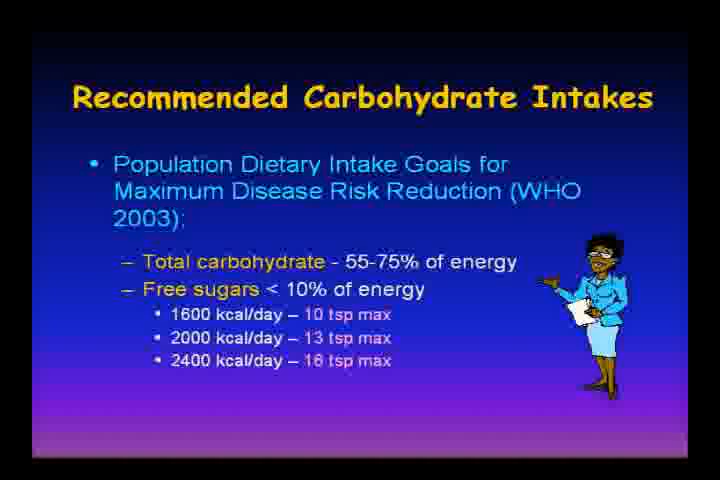 Recommended Carbohydrate Intakes
• Population Dietary Intake Goals for
Maximum Disease Risk Reduction (WHO
2003):
– Total carbohydrate - 55-75% of energy
– Free sugars < 10% of energy
• 1600 kcal/day – 10 tsp max
• 2000 kcal/day – 13 tsp max
• 2400 kcal/day – 16 tsp max